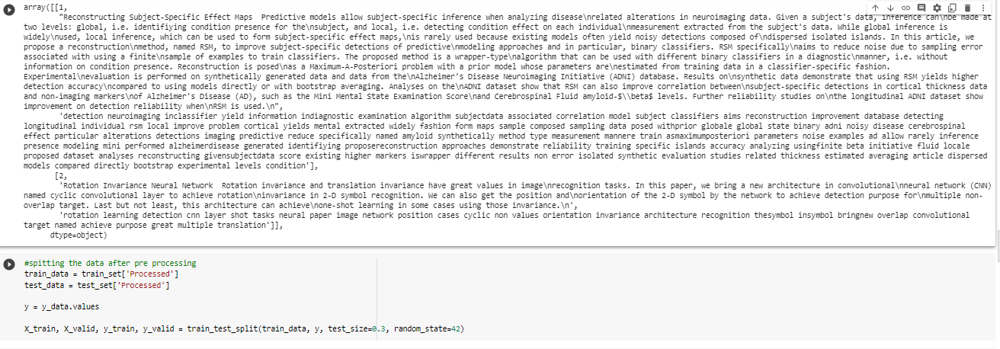 array([[1,
"Reconstructing Subject-Specific Effect Maps  Predictive models allow subject-specific inference when analyzing disease\nrelated alterations in neuroimaging data. Given a subject's data, inference can\nbe made at
two levels: global, i.e. identifiying condition presence for the\nsubject, and local, i.e. detecting condition effect on each individual\nmeasurement extracted from the subject's data. While global inference is
widely\nused, local inference, which can be used to form subject-specific effect maps,\nis rarely used because existing models often yield noisy detections composed of\ndispersed isolated islands. In this article, we
propose a reconstruction\nmethod, named RSM, to improve subject-specific detections of predictive\nmodeling approaches and in particular, binary classifiers. RSM specifically\naims to reduce noise due to sampling error
associated with using a finite\nsample of examples to train classifiers. The proposed method is a wrapper-type\nalgorithm that can be used with different binary classifiers in a diagnostic\nmanner, i.e. without
information on condition presence. Reconstruction is posed\nas a Maximum-A-Posteriori problem with a prior model whose parameters are\nestimated from training data in a classifier-specific fashion.
Experimental\nevaluation is performed on synthetically generated data and data from the\nAlzheimer's Disease Neuroimaging Initiative (ADNI) database. Results on\nsynthetic data demonstrate that using RSM yields higher
detection accuracy\ncompared to using models directly or with bootstrap averaging. Analyses on the\nADNI dataset show that RSM can also improve correlation between\nsubject-specific detections in cortical thickness data
and non-imaging markers\nof Alzheimer's Disease (AD), such as the Mini Mental State Examination Score\nand Cerebrospinal Fluid amyloid-$\\beta$ levels. Further reliability studies on\nthe longitudinal ADNI dataset show
improvement on detection reliability when\nRSM is used.\n",
'detection neuroimaging inclassifier yield information indiagnostic examination algorithm subjectdata associated correlation model subject classifiers aims reconstruction improvement database detecting
longitudinal individual rsm local improve problem cortical yields mental extracted widely fashion form maps sample composed sampling data posed withprior globale global state binary adni noisy disease cerebrospinal
effect particular alterations detections imaging predictive reduce specifically named amyloid synthetically method type measurement mannere train asmaximumposteriori parameters noise examples ad allow rarely inference
presence modeling mini performed alzheimerdisease generated identifiying proposereconstruction approaches demonstrate reliability training specific islands accuracy analyzing usingfinite beta initiative fluid locale
proposed dataset analyses reconstructing givensubjectdata score existing higher markers iswrapper different results non error isolated synthetic evaluation studies related thickness estimated averaging article dispersed
models compared directly bootstrap experimental levels condition'],
[2,
'Rotation Invariance Neural Network  Rotation invariance and translation invariance have great values in image\nrecognition tasks. In this paper, we bring a new architecture in convolutional\nneural network (CNN)
named cyclic convolutional layer to achieve rotation\ninvariance in 2-D symbol recognition. We can also get the position and\norientation of the 2-D symbol by the network to achieve detection purpose for\nmultiple non-
overlap target. Last but not least, this architecture can achieve\none-shot learning in some cases using those invariance.\n',
'rotation learning detection cnn layer shot tasks neural paper image network position cases cyclic non values orientation invariance architecture recognition thesymbol insymbol bringnew overlap convolutional
target named achieve purpose great multiple translation']],
dtype=object)
#spitting the data after pre processing
train_data = train_set['Processed']
test_data = test_set['Processed']
y = y_data.values
X_train, X_valid, y_train, y_valid = train_test_split(train_data, y, test_size=0.3, random_state=42)